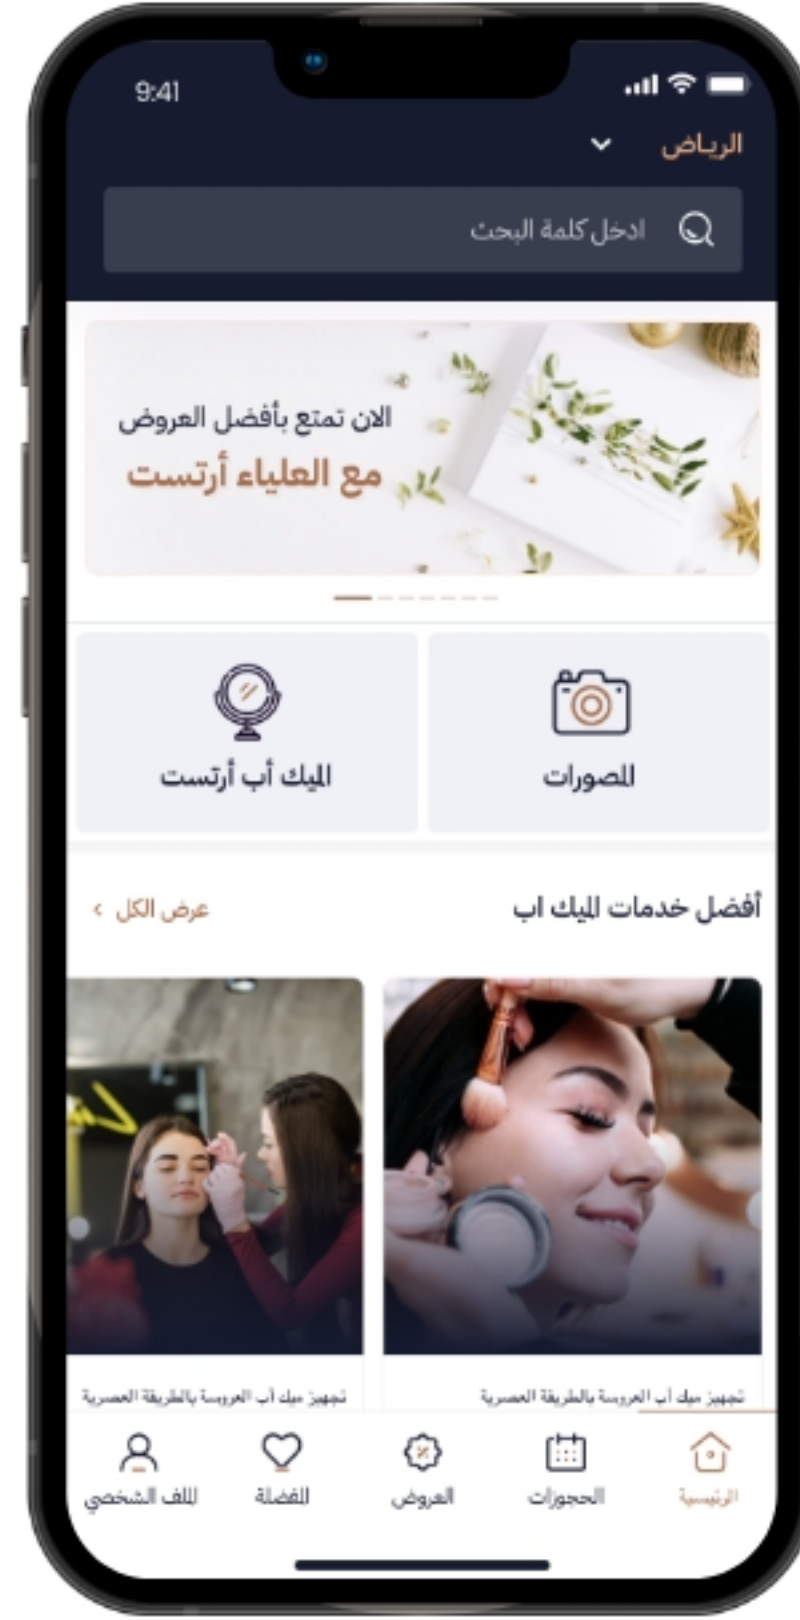 9:41
الرياض
ادخل كلمة البحث
الان تمتع بأفضل العروض
مع العلياء أرتست
المصورات
الميك أب أرتست
أفضل خدمات الميك اب
عرض الكل
تجهيز ميك أب العروسة بالطريقة العصرية
تجهيز ميك أب العروسة بالطريقة العصرية
الرئيسية
الحجوزات
العروض
المفضلة
الملف الشخصي